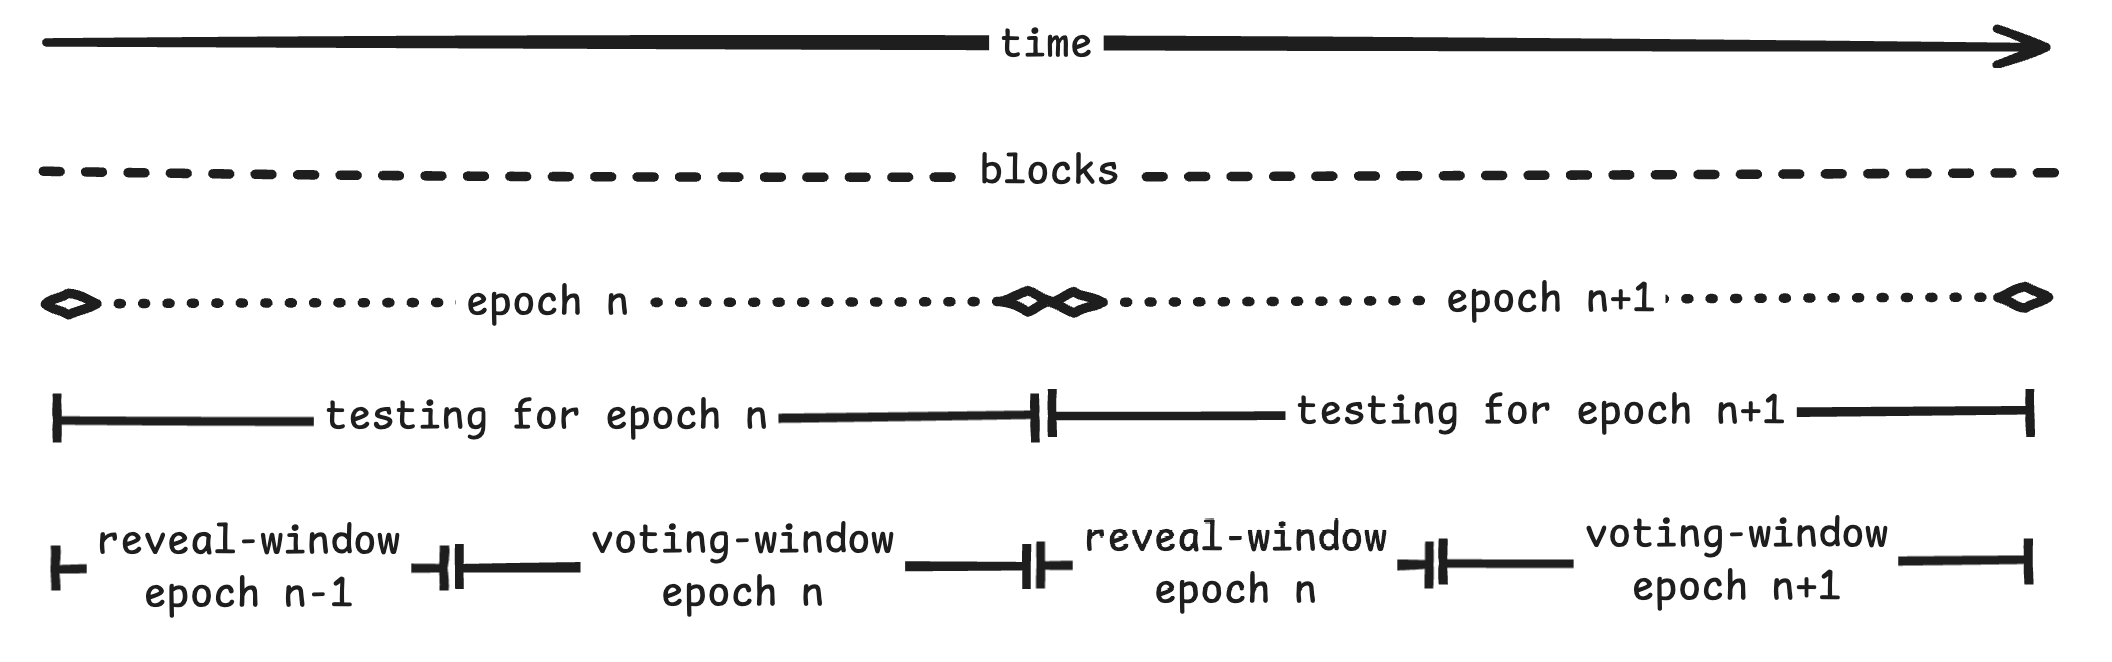 time
blocks
epoch n
epoch n+1
testing for epoch n
testing for epoch n+1
reveal-window
epoch n-1
voting-window
epoch n
reveal-window
epoch n
voting-window
epoch n+1